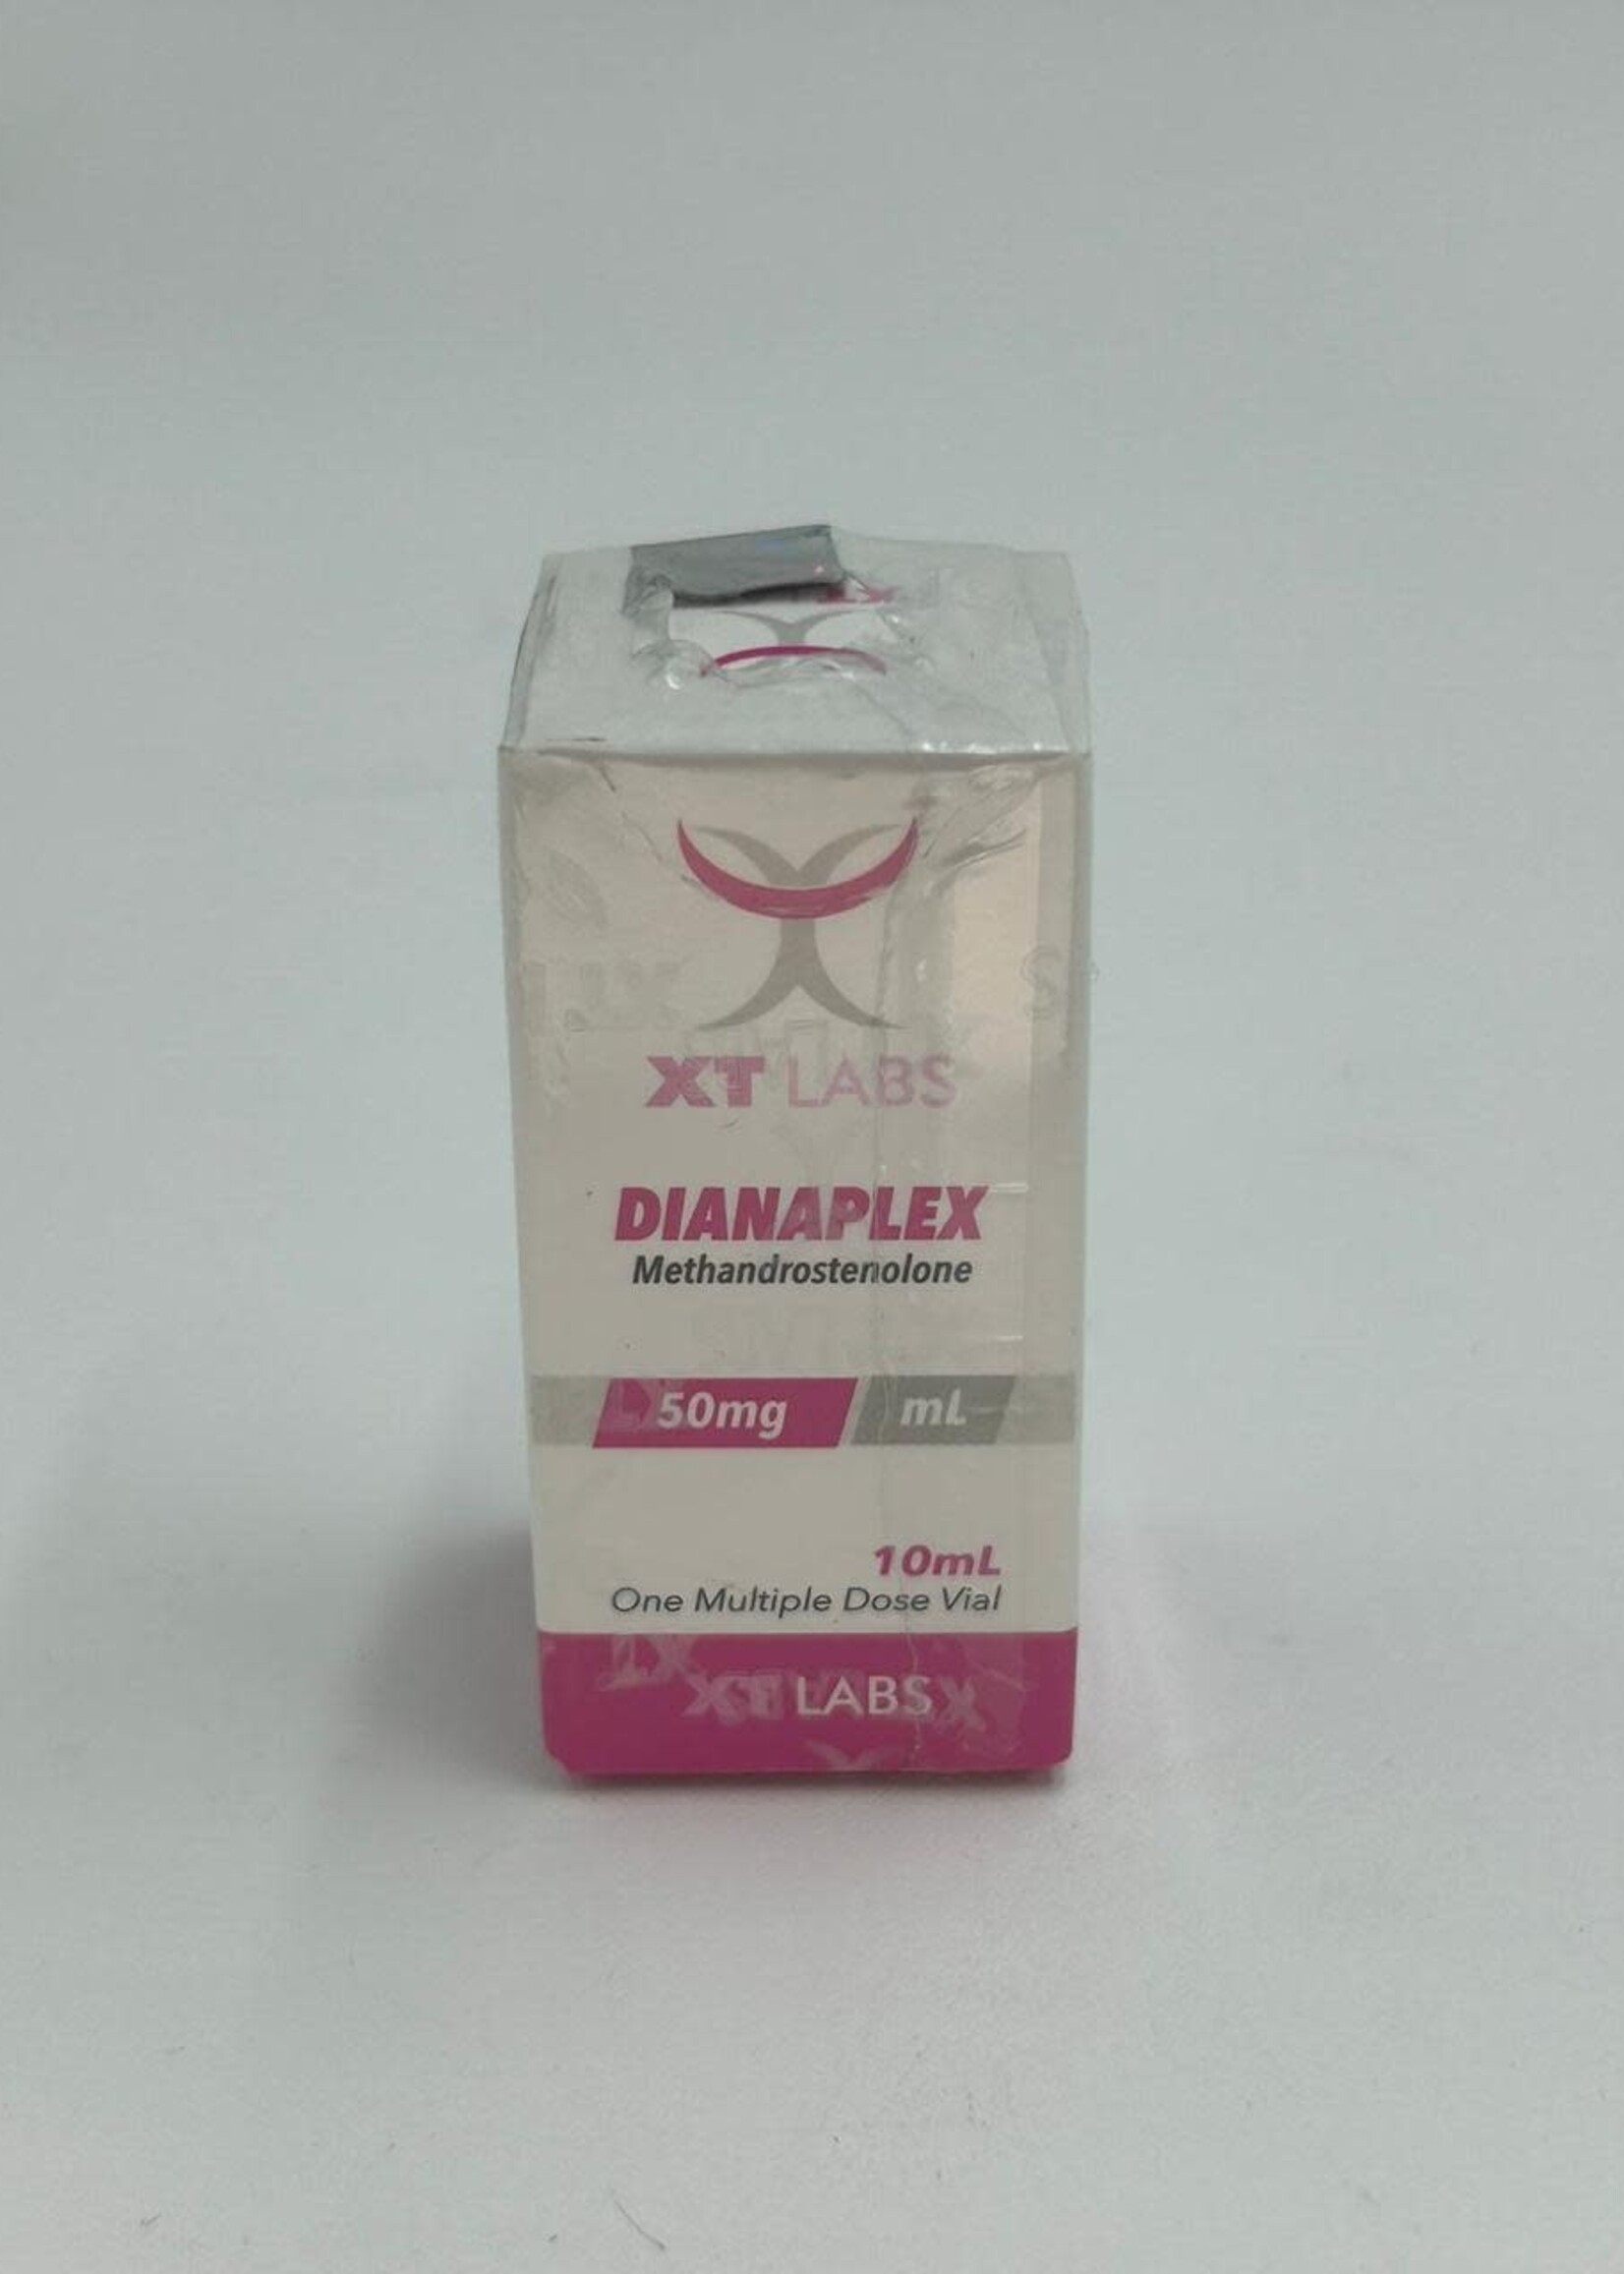 XT LABS
DIANAPLEX
Methandrostenolone
50mg mL
10mL
One Multiple Dose Vial
XT LABS